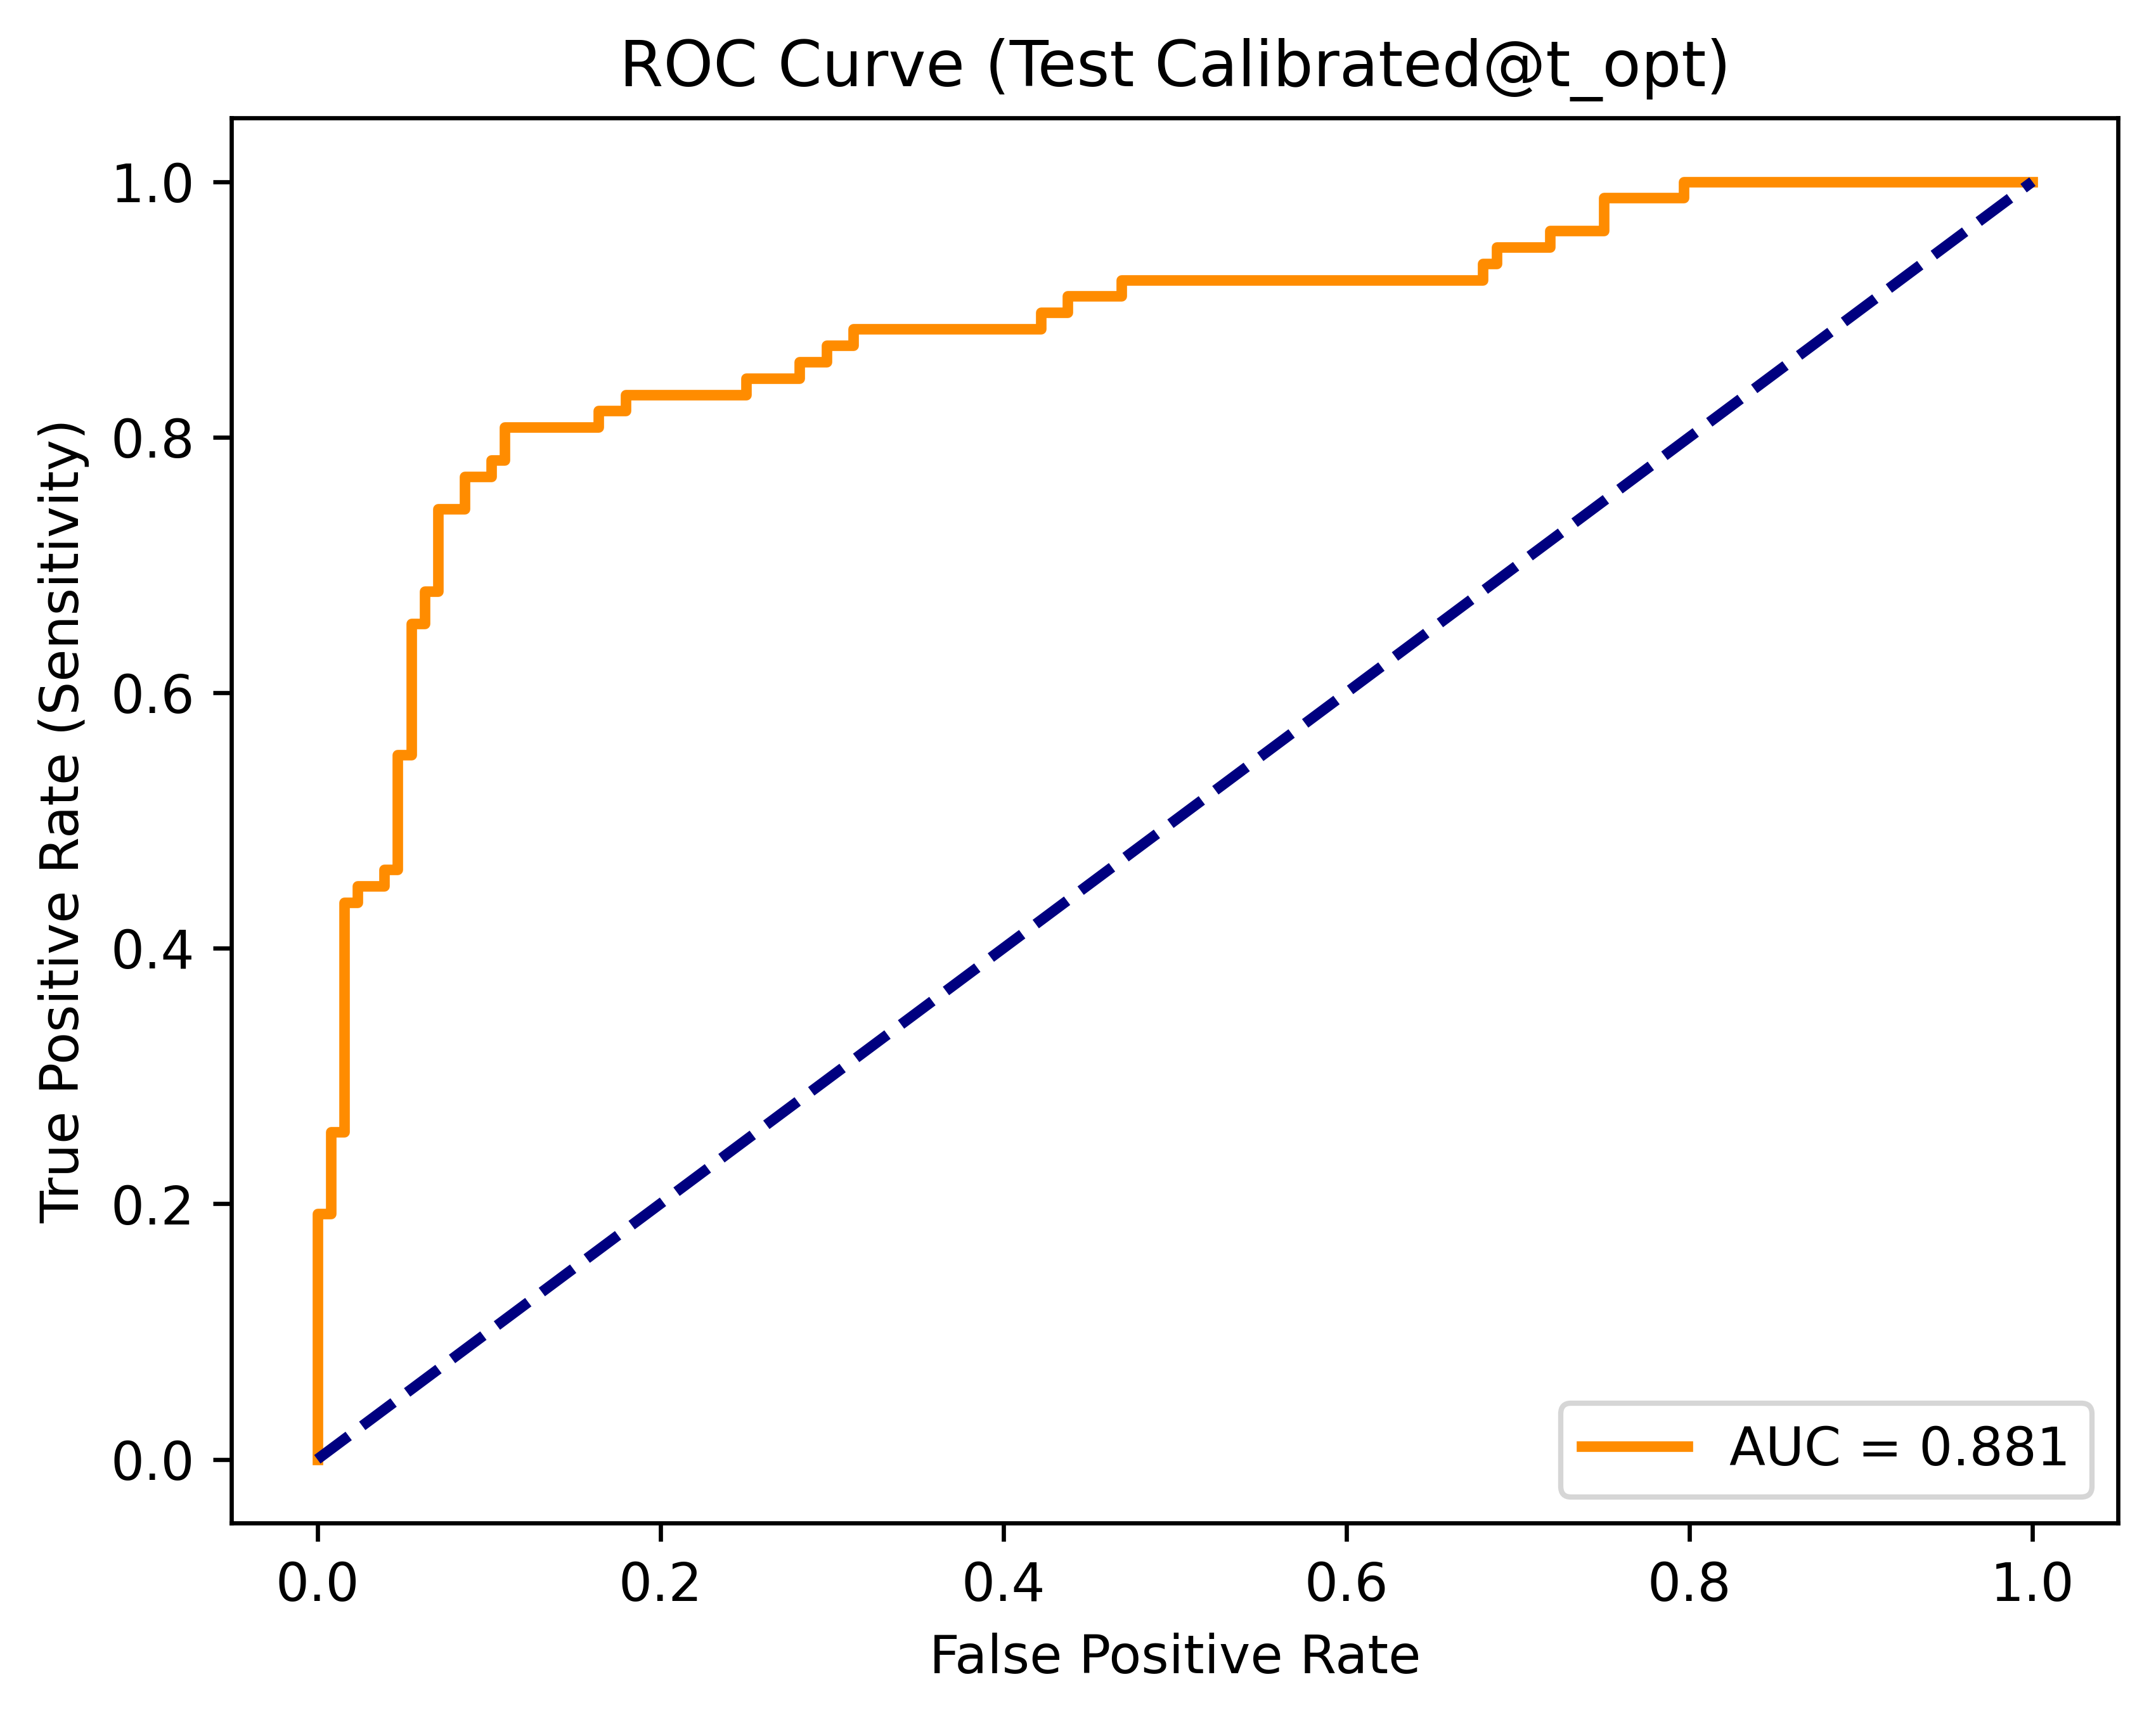 ROC Curve (Test Calibrated@t_opt)
True Positive Rate (Sensitivity)
1.0
0.8
0.6
0.4
0.2
0.0
AUC = 0.881
0.0 0.2 0.4 0.6 0.8 1.0
False Positive Rate